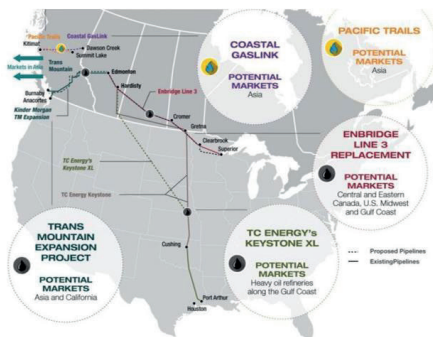 Pacific Trails
Coastal GasLink
Kitimat
Dawson Creek
Summit Lake
Markets in Asia
Trans
Mountain
Edmonton
Hardisty
Burnaby
Anacortes
Kinder Morgan
TM Expansion
Enbridge Line 3
Cromer
Gretna
Clearbrook
Superior
TC Energy's
Keystone XL
TC Energy Keystone
Cushing
Port Arthur
Houston
COASTAL
GASLINK
POTENTIAL
MARKETS
Asia
PACIFIC TRAILS
POTENTIAL
MARKETS
Asia
ENBRIDGE
LINE 3
REPLACEMENT
POTENTIAL
MARKETS
Central and Eastern
Canada, U.S. Midwest
and Gulf Coast
TRANS
MOUNTAIN
EXPANSION
PROJECT
POTENTIAL
MARKETS
Asia and California
TC ENERGY's
KEYSTONE XL
POTENTIAL
MARKETS
Heavy oil refineries
along the Gulf Coast
Proposed Pipelines
ExistingPipelines